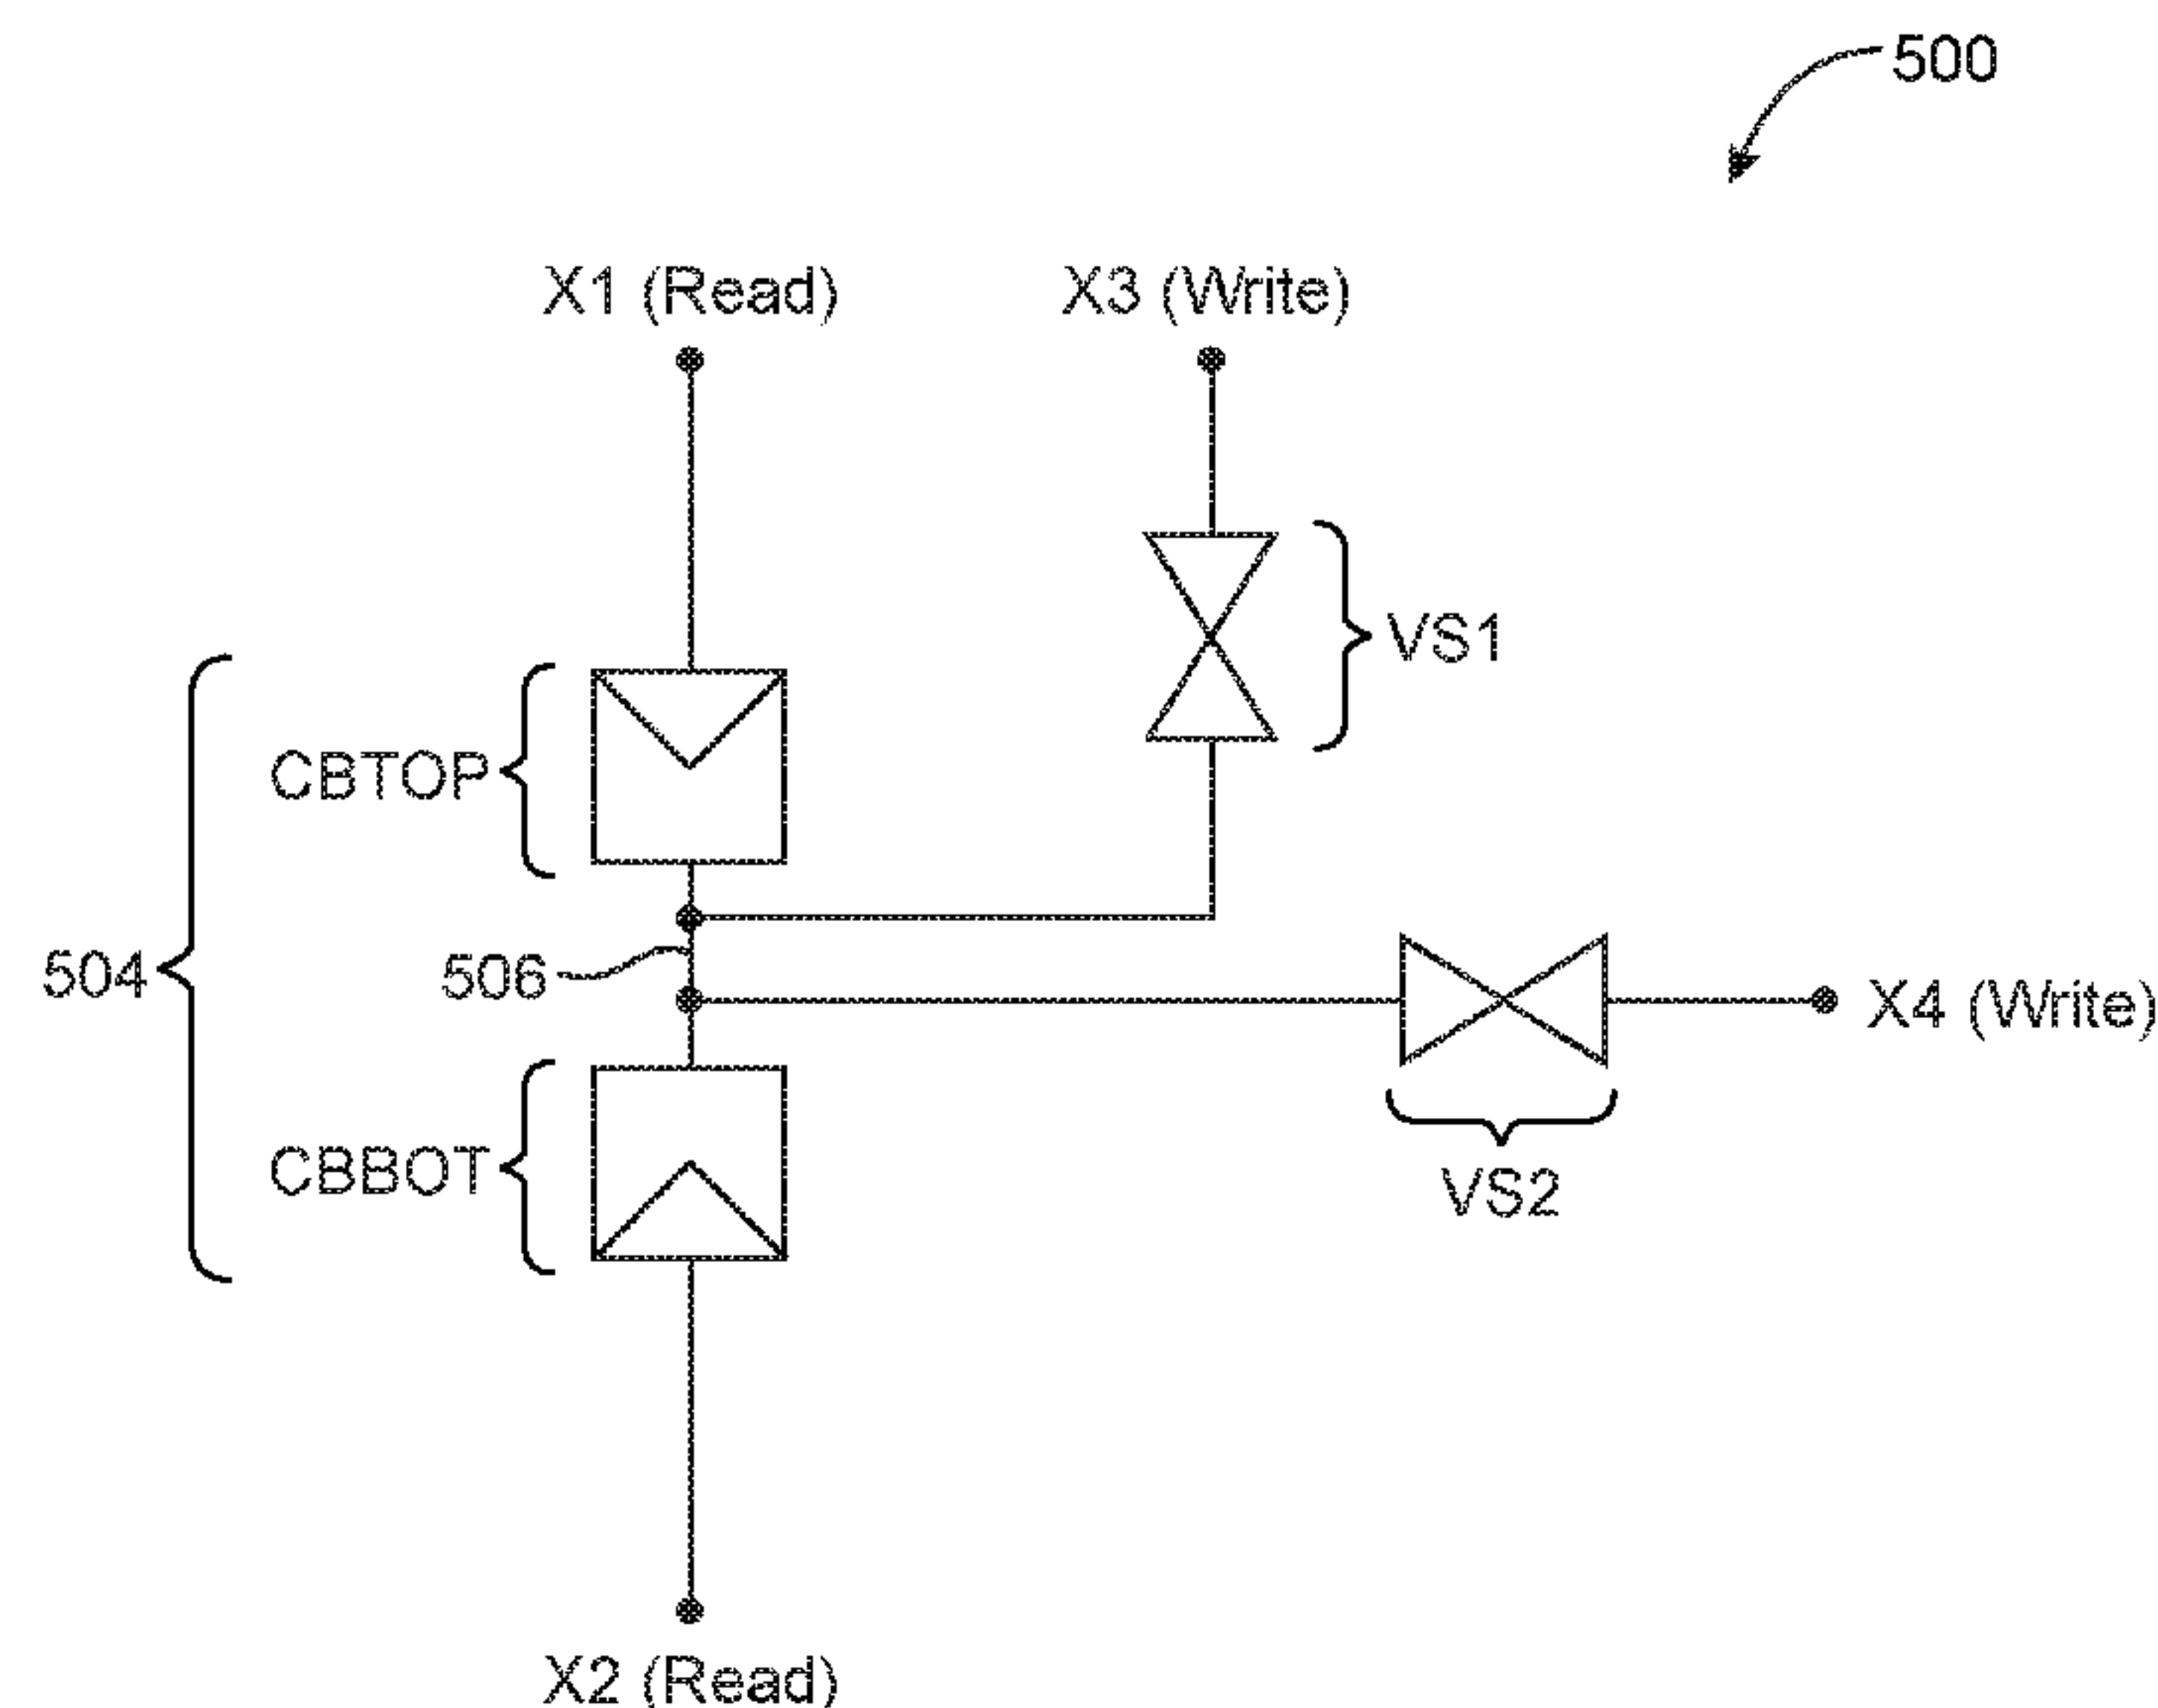 500
X1 (Read)
X3 (Write)
VS1
CBTOP
504
506
X4 (Write)
CBBOT
VS2
X2 (Read)